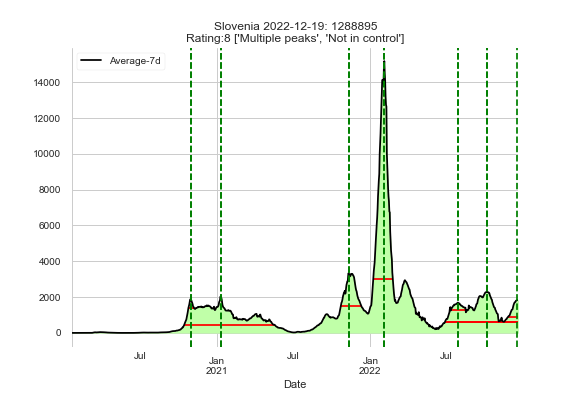 Slovenia 2022-12-19: 1288895
Rating:8 ['Multiple peaks', 'Not in control']
Average-7d
14000
12000
10000
8000
6000
4000
2000
0
Jul
Jan
2021
Jul
Jan
2022
Jul
Date